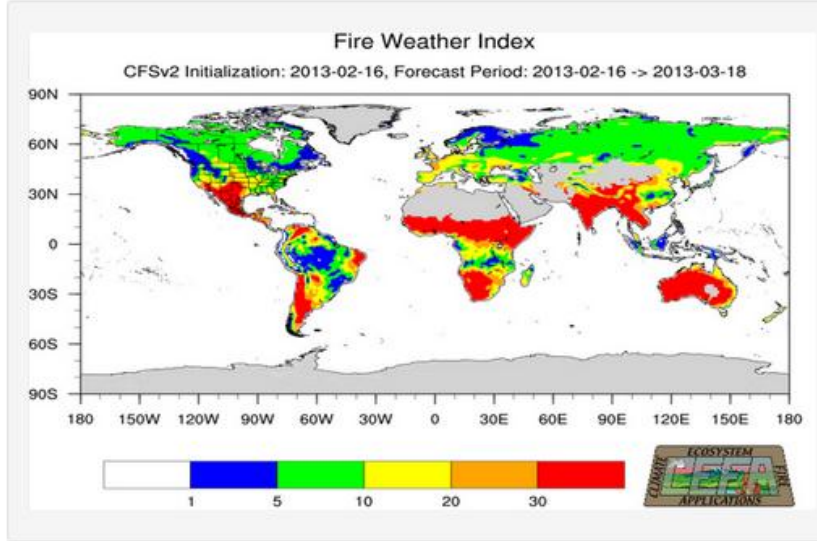 Fire Weather Index
CFSv2 Initialization: 2013-02-16, Forecast Period: 2013-02-16 -> 2013-03-18
90N
60N
30N
0
30S
60S
90S
180 150W 120W 90W 60W 30W 0 30E 60E 90E 120E 150E 180
1 5 10 20 30
ECOSYSTEM
CLIMATE
CEFA
FIRE
APPLICATIONS